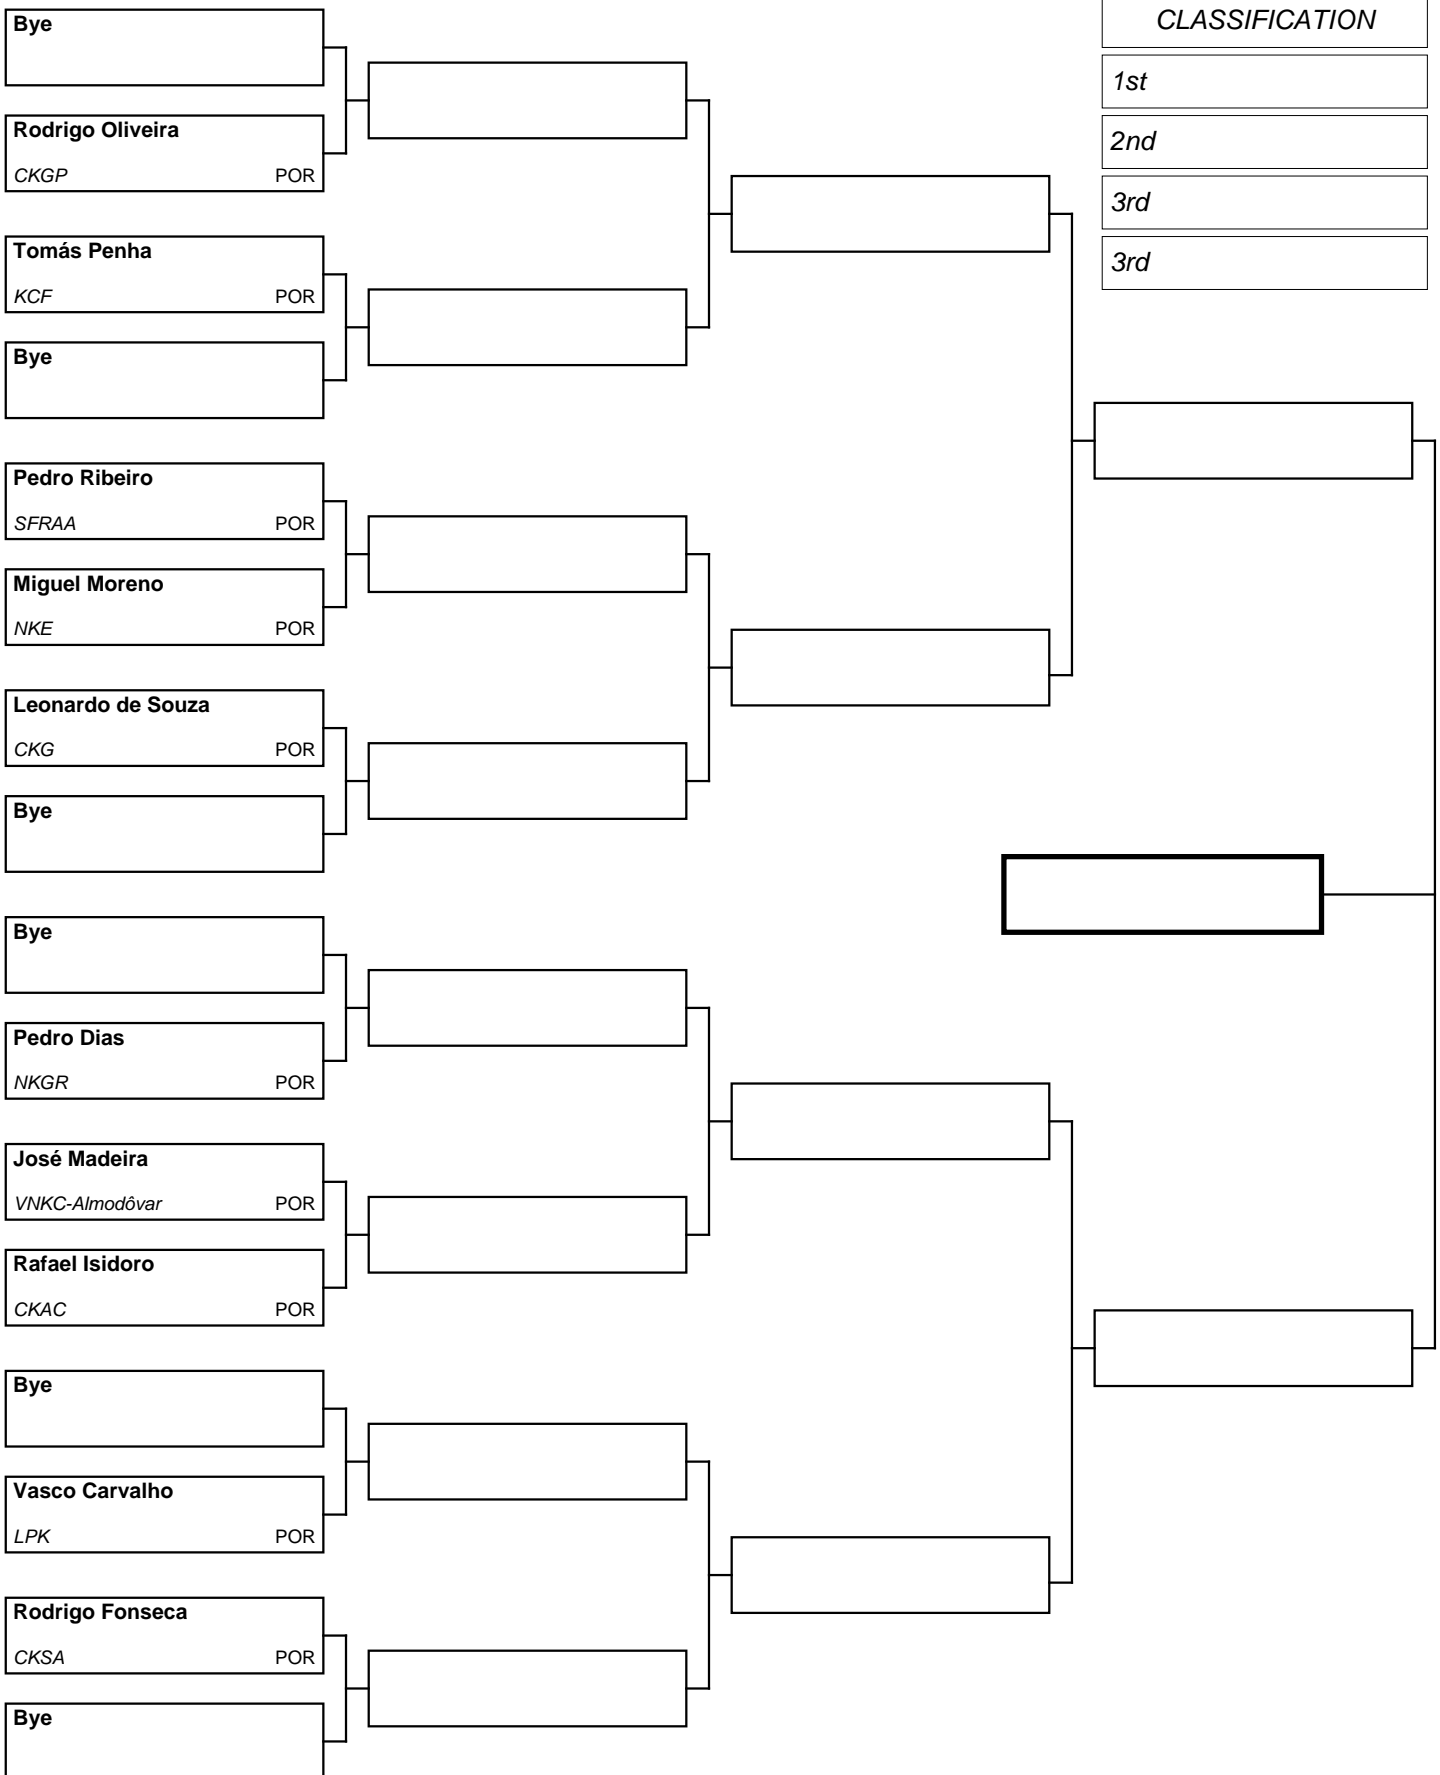 Bye
Rodrigo Oliveira
CKGP POR
Tomás Penha
KCF POR
Bye
Pedro Ribeiro
SFRAA POR
Miguel Moreno
NKE POR
Leonardo de Souza
CKG POR
Bye
Bye
Pedro Dias
NKGR POR
José Madeira
VNKC-Almodôvar POR
Rafael Isidoro
CKAC POR
Bye
Vasco Carvalho
LPK POR
Rodrigo Fonseca
CKSA POR
Bye
CLASSIFICATION
1st
2nd
3rd
3rd